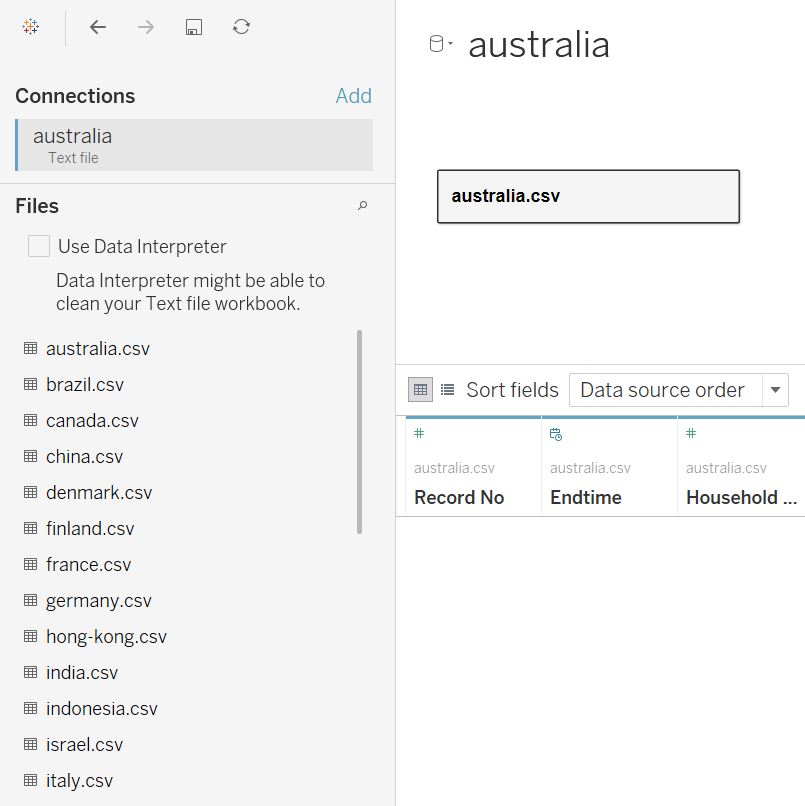 australia
Connections
Add
australia
Text file
australia.csv
Files
Use Data Interpreter
Data Interpreter might be able to
clean your Text file workbook.
australia.csv
brazil.csv
canada.csv
china.csv
denmark.csv
finland.csv
france.csv
germany.csv
hong-kong.csv
india.csv
indonesia.csv
israel.csv
italy.csv
Sort fields
Data source order
# 
#
australia.csv
australia.csv
australia.csv
Record No
Endtime
Household ...